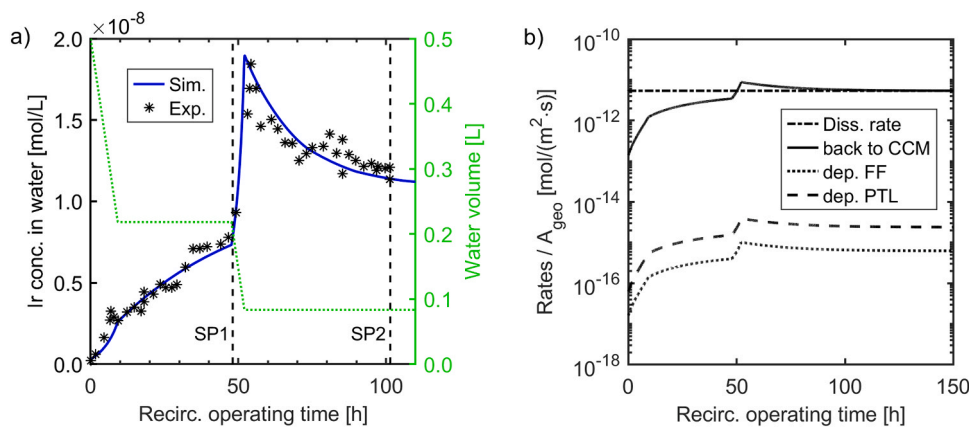 a)
×10⁻⁸
2.0
1.5
1.0
0.5
0.0
Ir conc. in water [mol/L]
Sim.
Exp.
SP1
SP2
0.5
0.4
0.3
0.2
0.1
0.0
Water volume [L]
0 50 100
Recirc. operating time [h]
b)
10⁻¹⁰
10⁻¹²
10⁻¹⁴
10⁻¹⁶
10⁻¹⁸
Rates / A_geo [mol/(m²·s)]
Diss. rate
back to CCM
dep. FF
dep. PTL
0 50 100 150
Recirc. operating time [h]